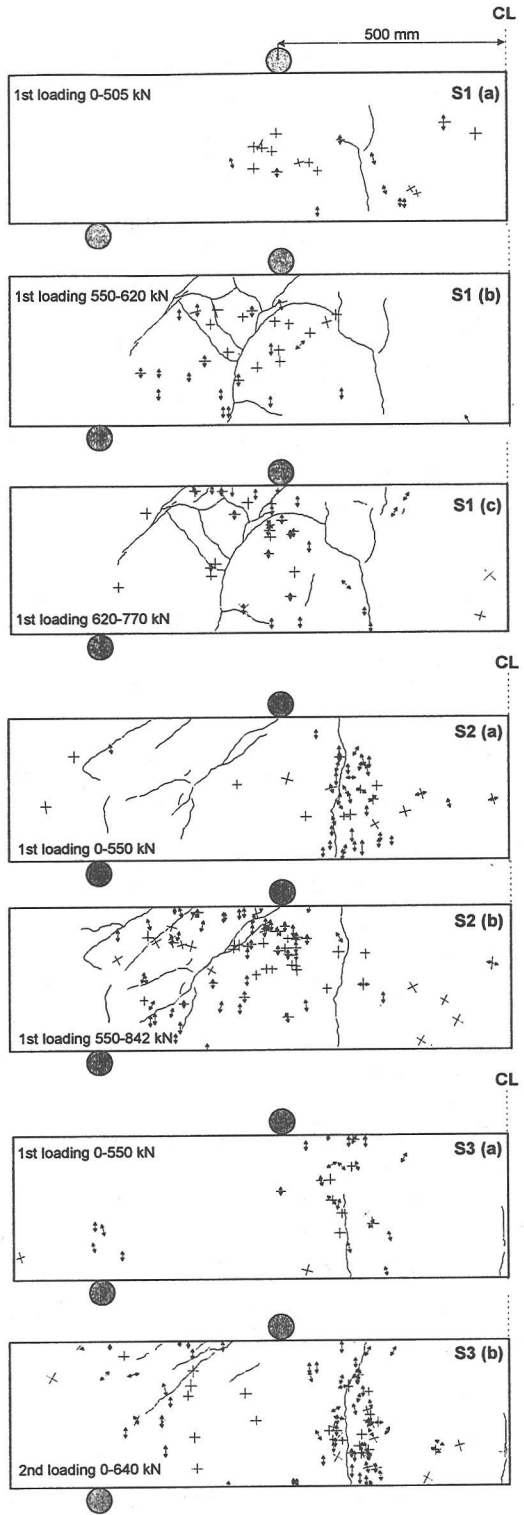 CL
500 mm
1st loading 0-505 kN
S1 (a)
1st loading 550-620 kN
S1 (b)
S1 (c)
1st loading 620-770 kN
CL
S2 (a)
1st loading 0-550 kN
S2 (b)
1st loading 550-842 kN
CL
1st loading 0-550 kN
S3 (a)
S3 (b)
2nd loading 0-640 kN